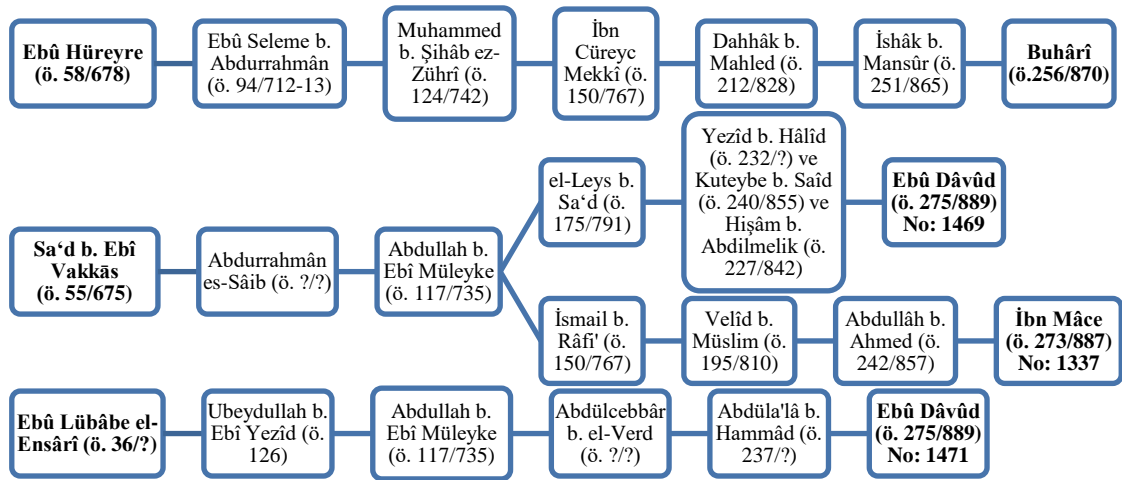 Ebû Hüreyre
(ö. 58/678)
Ebû Seleme b.
Abdurrahmân
(ö. 94/712-13)
Muhammed
b. Şihâb ez-
Zührî (ö.
124/742)
İbn
Cüreyc
Mekkî (ö.
150/767)
Dahhâk b.
Mahled (ö.
212/828)
İshâk b.
Mansûr (ö.
251/865)
Buhârî
(ö.256/870)
Sa‘d b. Ebî
Vakkās
(ö. 55/675)
Abdurrahmân
es-Sâib (ö. ?/?)
Abdullah b.
Ebî Müleyke
(ö. 117/735)
el-Leys b.
Sa‘d (ö.
175/791)
Yezîd b. Hâlîd
(ö. 232/?) ve
Kuteybe b. Saîd
(ö. 240/855) ve
Hişâm b.
Abdilmelik (ö.
227/842)
Ebû Dâvûd
(ö. 275/889)
No: 1469
İsmail b.
Râfi' (ö.
150/767)
Velîd b.
Müslim (ö.
195/810)
Abdullâh b.
Ahmed (ö.
242/857)
İbn Mâce
(ö. 273/887)
No: 1337
Ebû Lübâbe el-
Ensârî (ö. 36/?)
Ubeydullah b.
Ebî Yezîd (ö.
126)
Abdullah b.
Ebî Müleyke
(ö. 117/735)
Abdülcebbâr
b. el-Verd
(ö. ?/?)
Abdüla'lâ b.
Hammâd (ö.
237/?)
Ebû Dâvûd
(ö. 275/889)
No: 1471